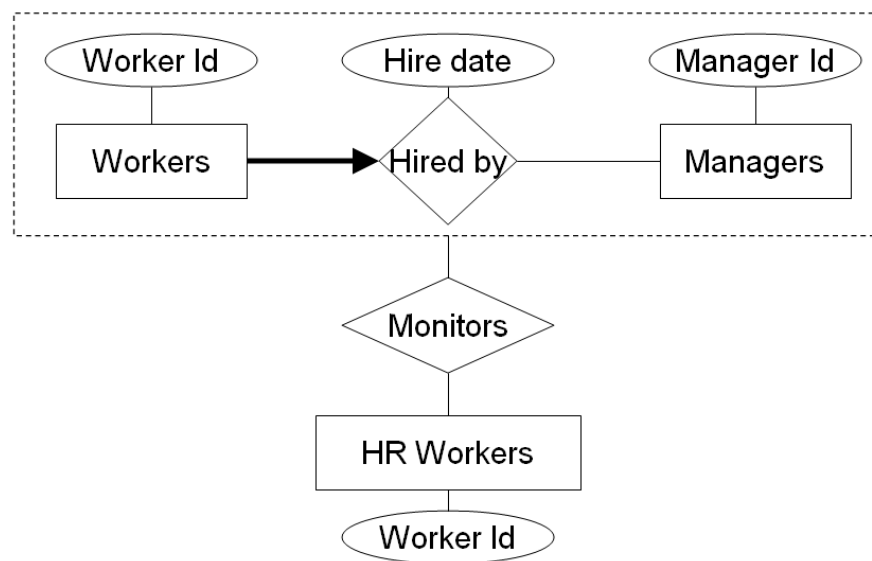 Worker Id
Hire date
Manager Id
Workers
Hired by
Managers
Monitors
HR Workers
Worker Id